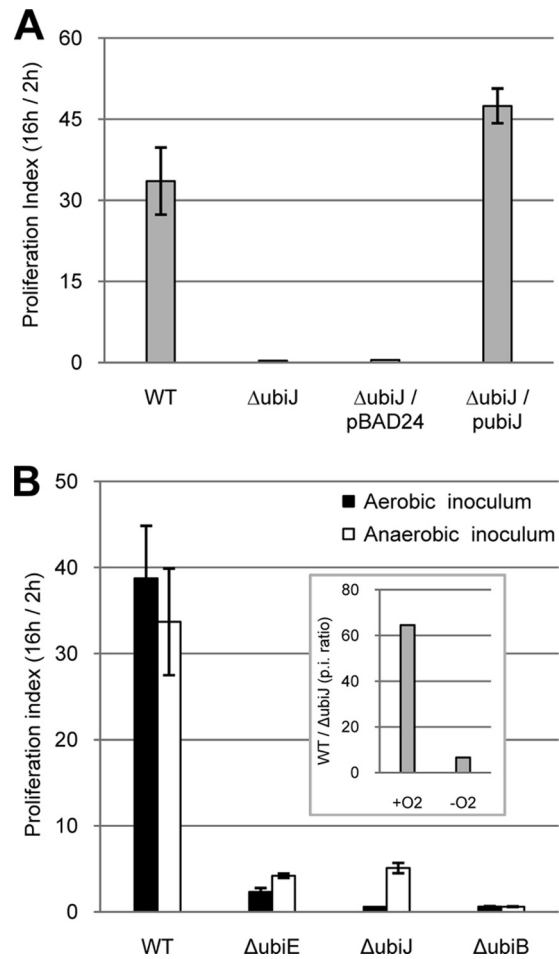 A
Proliferation Index (16h / 2h)
60
45
30
15
0
WT
ΔubiJ
ΔubiJ /
pBAD24
ΔubiJ /
pubiJ
B
Proliferation index (16h / 2h)
50
40
30
20
10
0
Aerobic inoculum
Anaerobic inoculum
WT / ΔubiJ (p.i. ratio)
80
60
40
20
0
+O2
-O2
WT
ΔubiE
ΔubiJ
ΔubiB